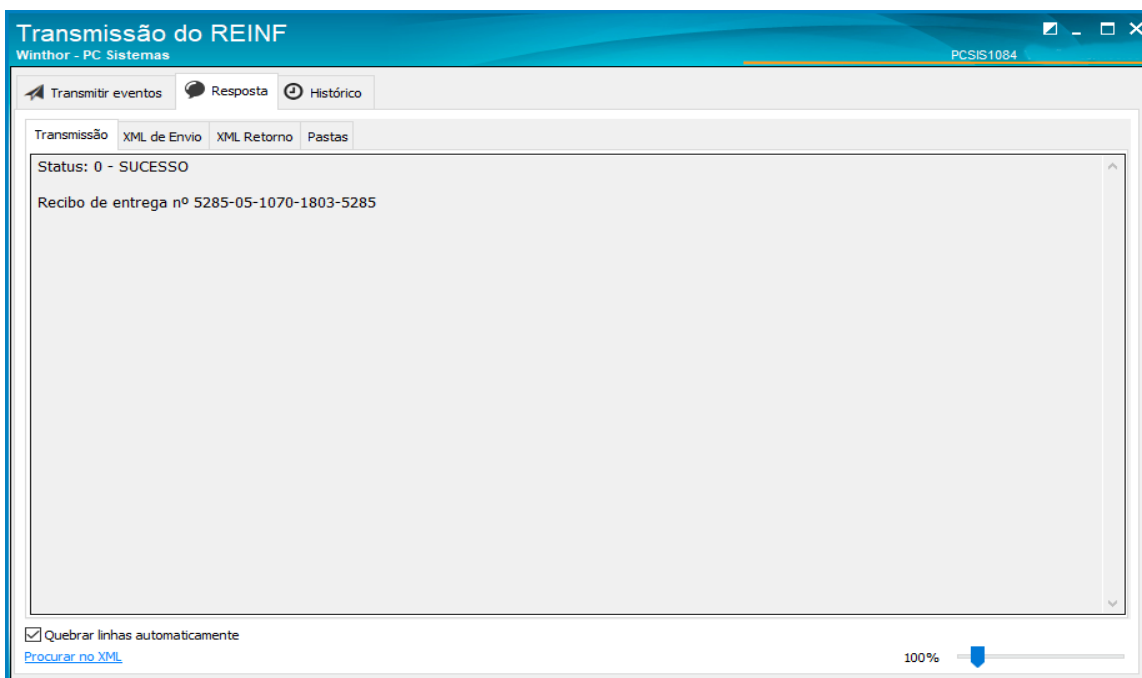 Transmissão do REINF
Winthor - PC Sistemas
PCSIS1084
Transmitir eventos Resposta Histórico
Transmissão XML de Envio XML Retorno Pastas
Status: 0 - SUCESSO
Recibo de entrega nº 5285-05-1070-1803-5285
Quebrar linhas automaticamente
Procurar no XML
100%